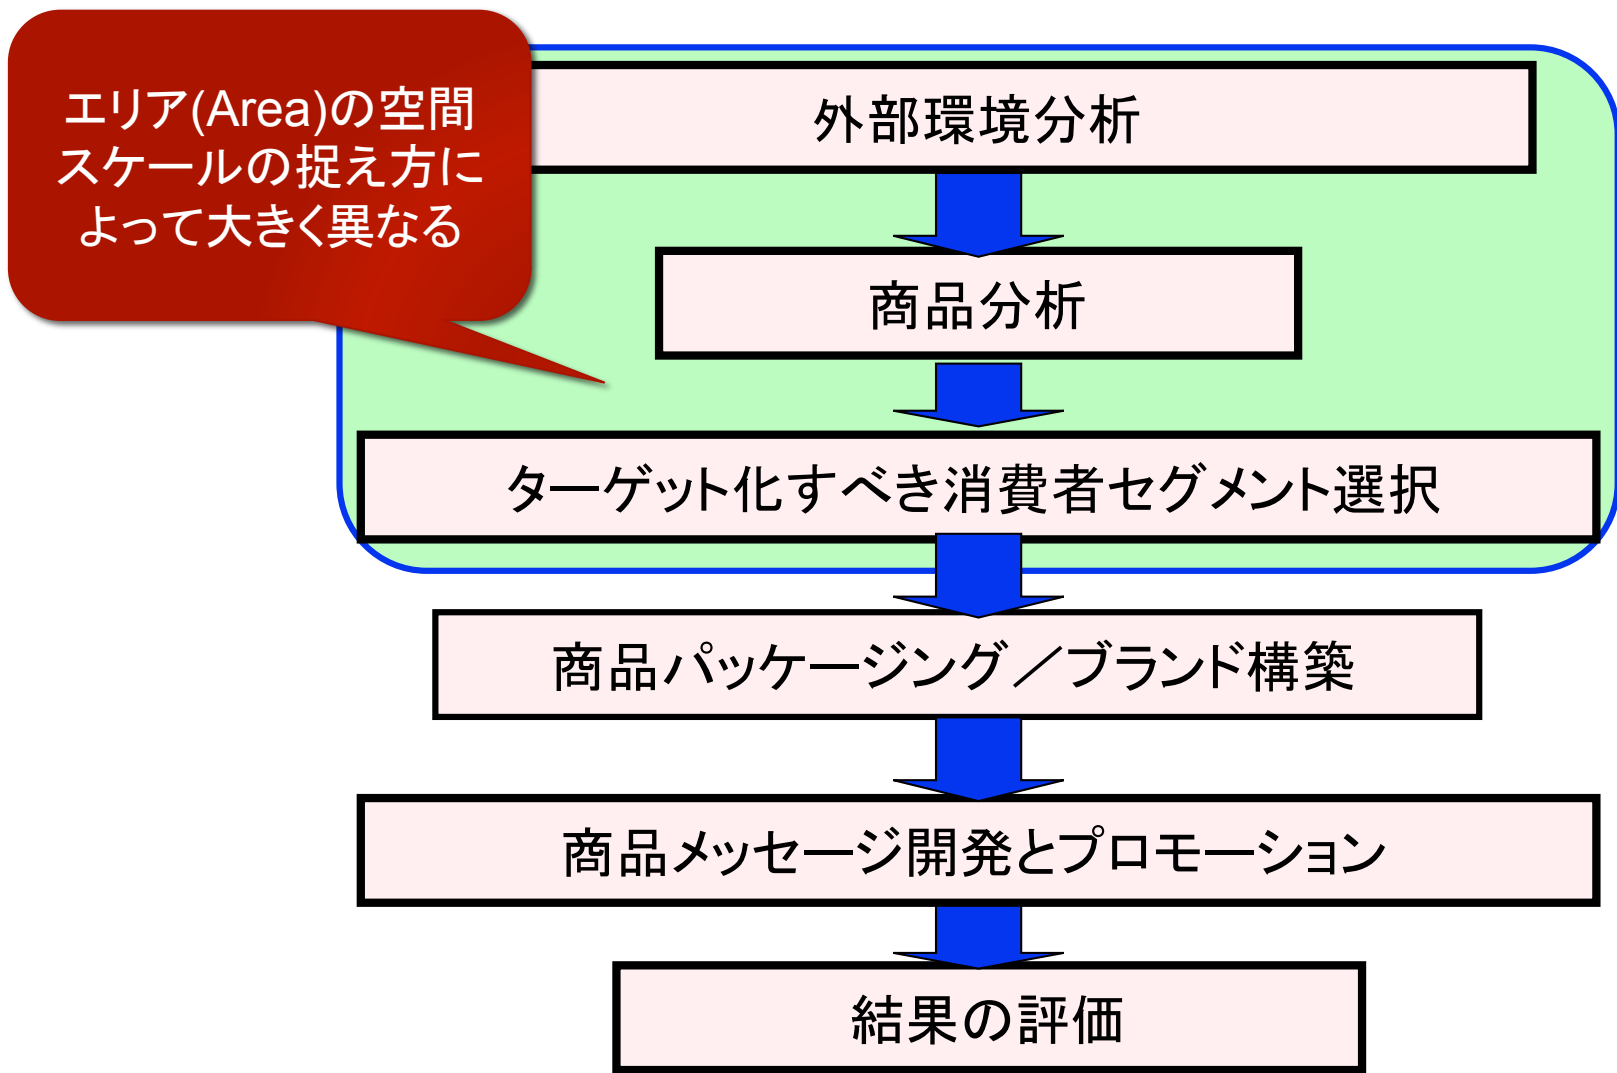 エリア(Area)の空間
スケールの捉え方に
よって大きく異なる
外部環境分析
商品分析
ターゲット化すべき消費者セグメント選択
商品パッケージング／ブランド構築
商品メッセージ開発とプロモーション
結果の評価